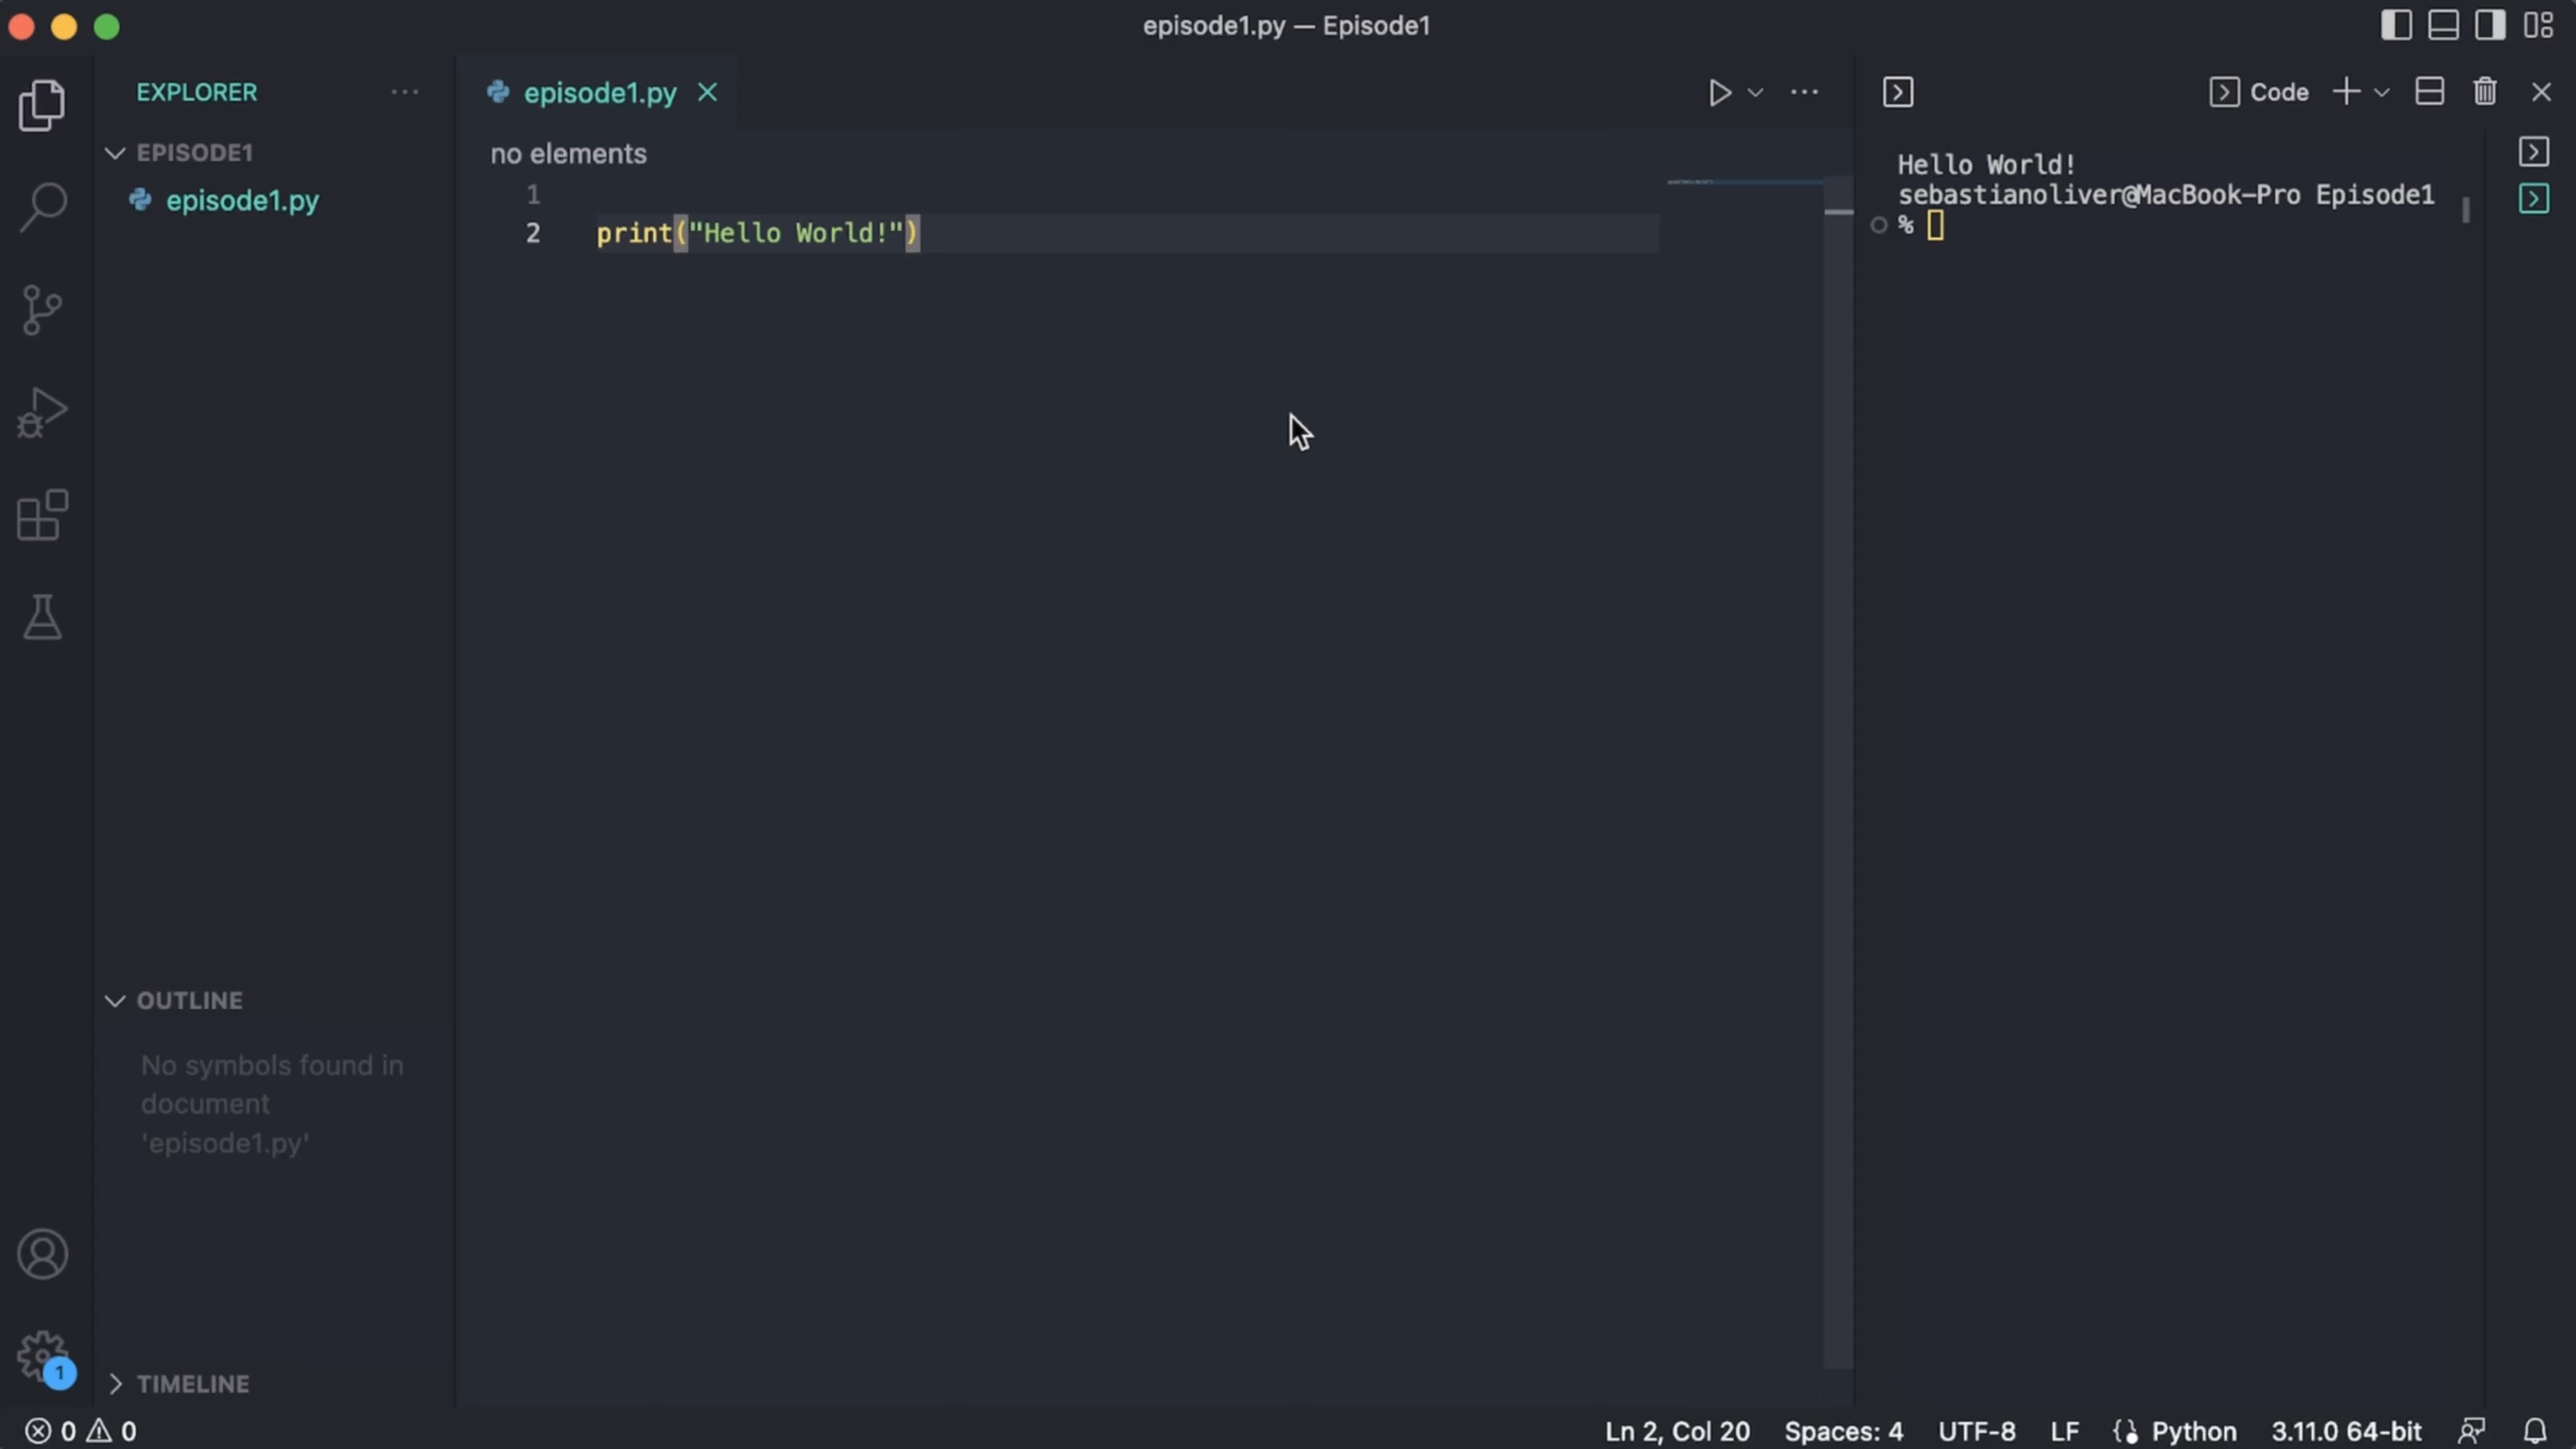 episode1.py — Episode1
EXPLORER
EPISODE1
episode1.py
episode1.py
no elements
1
2 print("Hello World!")
Code
Hello World!
sebastianoliver@MacBook-Pro Episode1
%
OUTLINE
No symbols found in
document
'episode1.py'
1
TIMELINE
0 0
Ln 2, Col 20 Spaces: 4 UTF-8 LF Python 3.11.0 64-bit